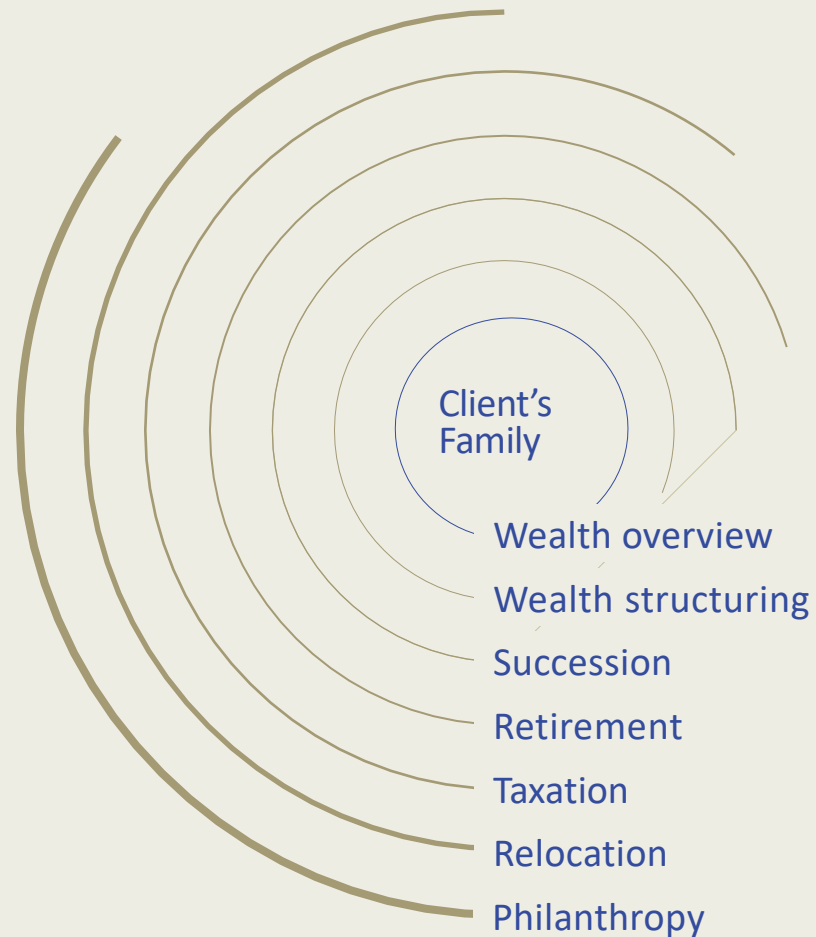 Client’s
Family
Wealth overview
Wealth structuring
Succession
Retirement
Taxation
Relocation
Philanthropy